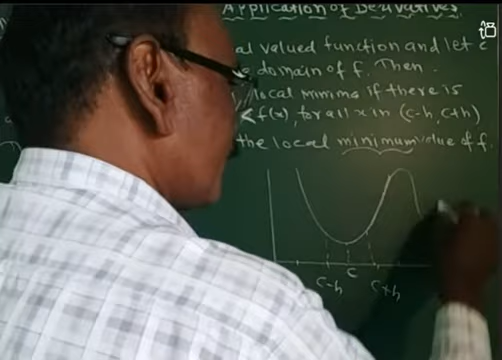 Application of Derivatives
al valued function and let c
domain of f. Then
local minima if there is
< f(x), for all x in (c-h, c+h)
the local minimum value of f.
c-h c c+h